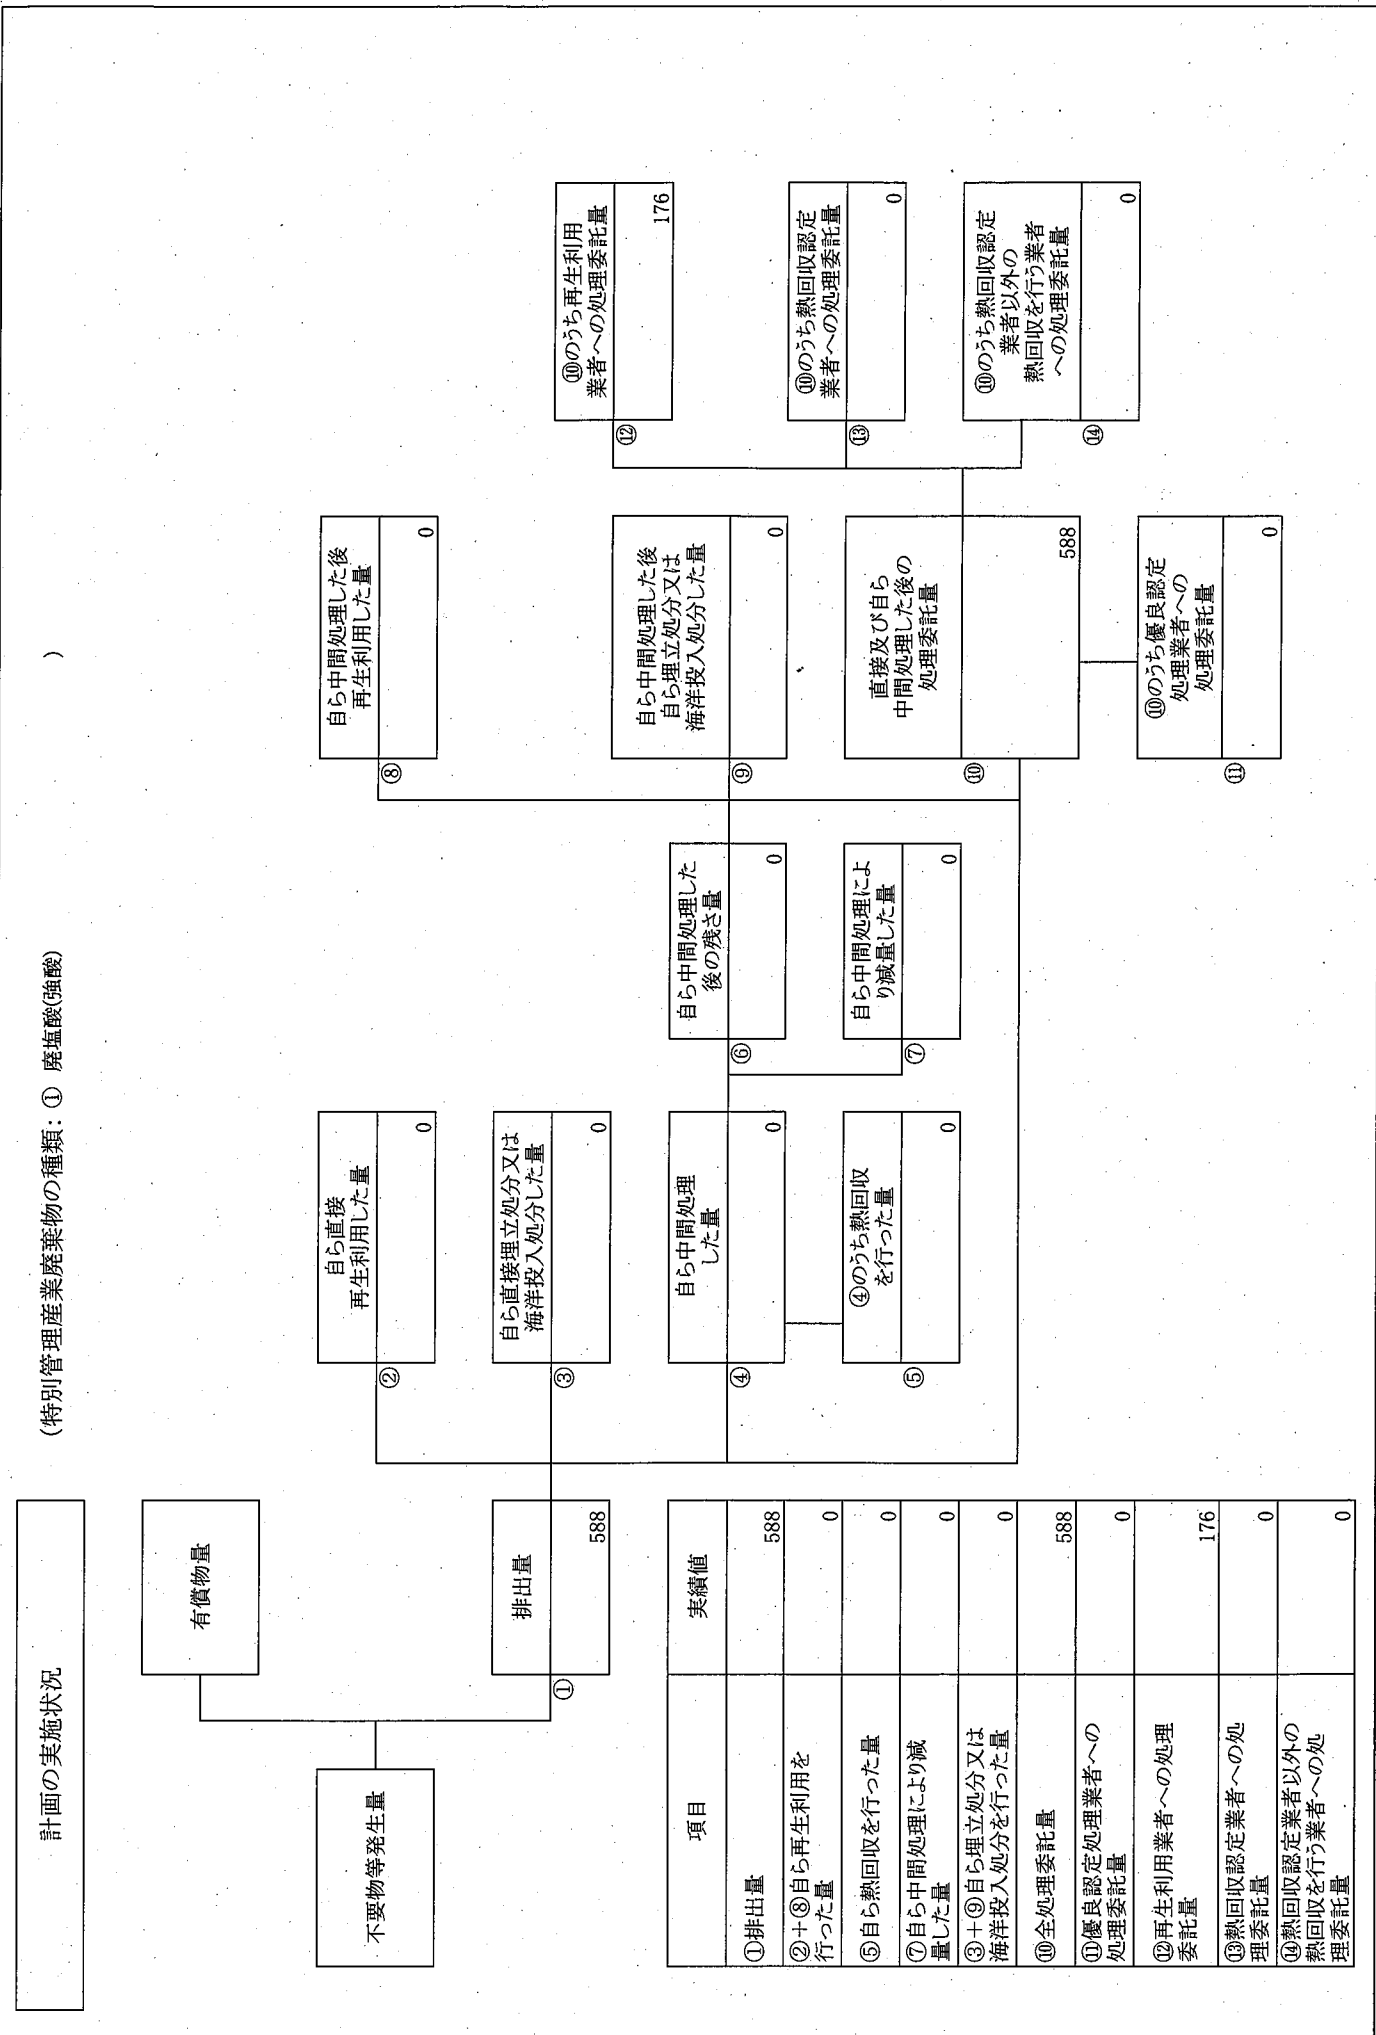 計画の実施状況
(特別管理産業廃棄物の種類: ① 廃塩酸(強酸)
)
不要物等発生量
有償物量
排出量
①
588
自ら直接
再生利用した量
②
0
自ら直接埋立処分又は
海洋投入処分した量
③
0
自ら中間処理
した量
④
0
④のうち熱回収
を行った量
⑤
0
自ら中間処理した
後の残さ量
⑥
0
自ら中間処理によ
り減量した量
⑦
0
自ら中間処理した後
再生利用した量
⑧
0
自ら中間処理した後
自ら埋立処分又は
海洋投入処分した量
⑨
0
直接及び自ら
中間処理した後の
処理委託量
⑩
588
⑩のうち優良認定
処理業者への
処理委託量
⑪
0
⑩のうち再生利用
業者への処理委託量
⑫
176
⑩のうち熱回収認定
業者への処理委託量
⑬
0
⑩のうち熱回収認定
業者以外の
熱回収を行う業者
への処理委託量
⑭
0
項目 実績値
①排出量 588
②+⑧自ら再生利用を
行った量 0
⑤自ら熱回収を行った量 0
⑦自ら中間処理により減
量した量 0
③+⑨自ら埋立処分又は
海洋投入処分を行った量 0
⑩全処理委託量 588
⑪優良認定処理業者への
処理委託量 0
⑫再生利用業者への処理
委託量 176
⑬熱回収認定業者への処
理委託量 0
⑭熱回収認定業者以外の
熱回収を行う業者への処
理委託量 0